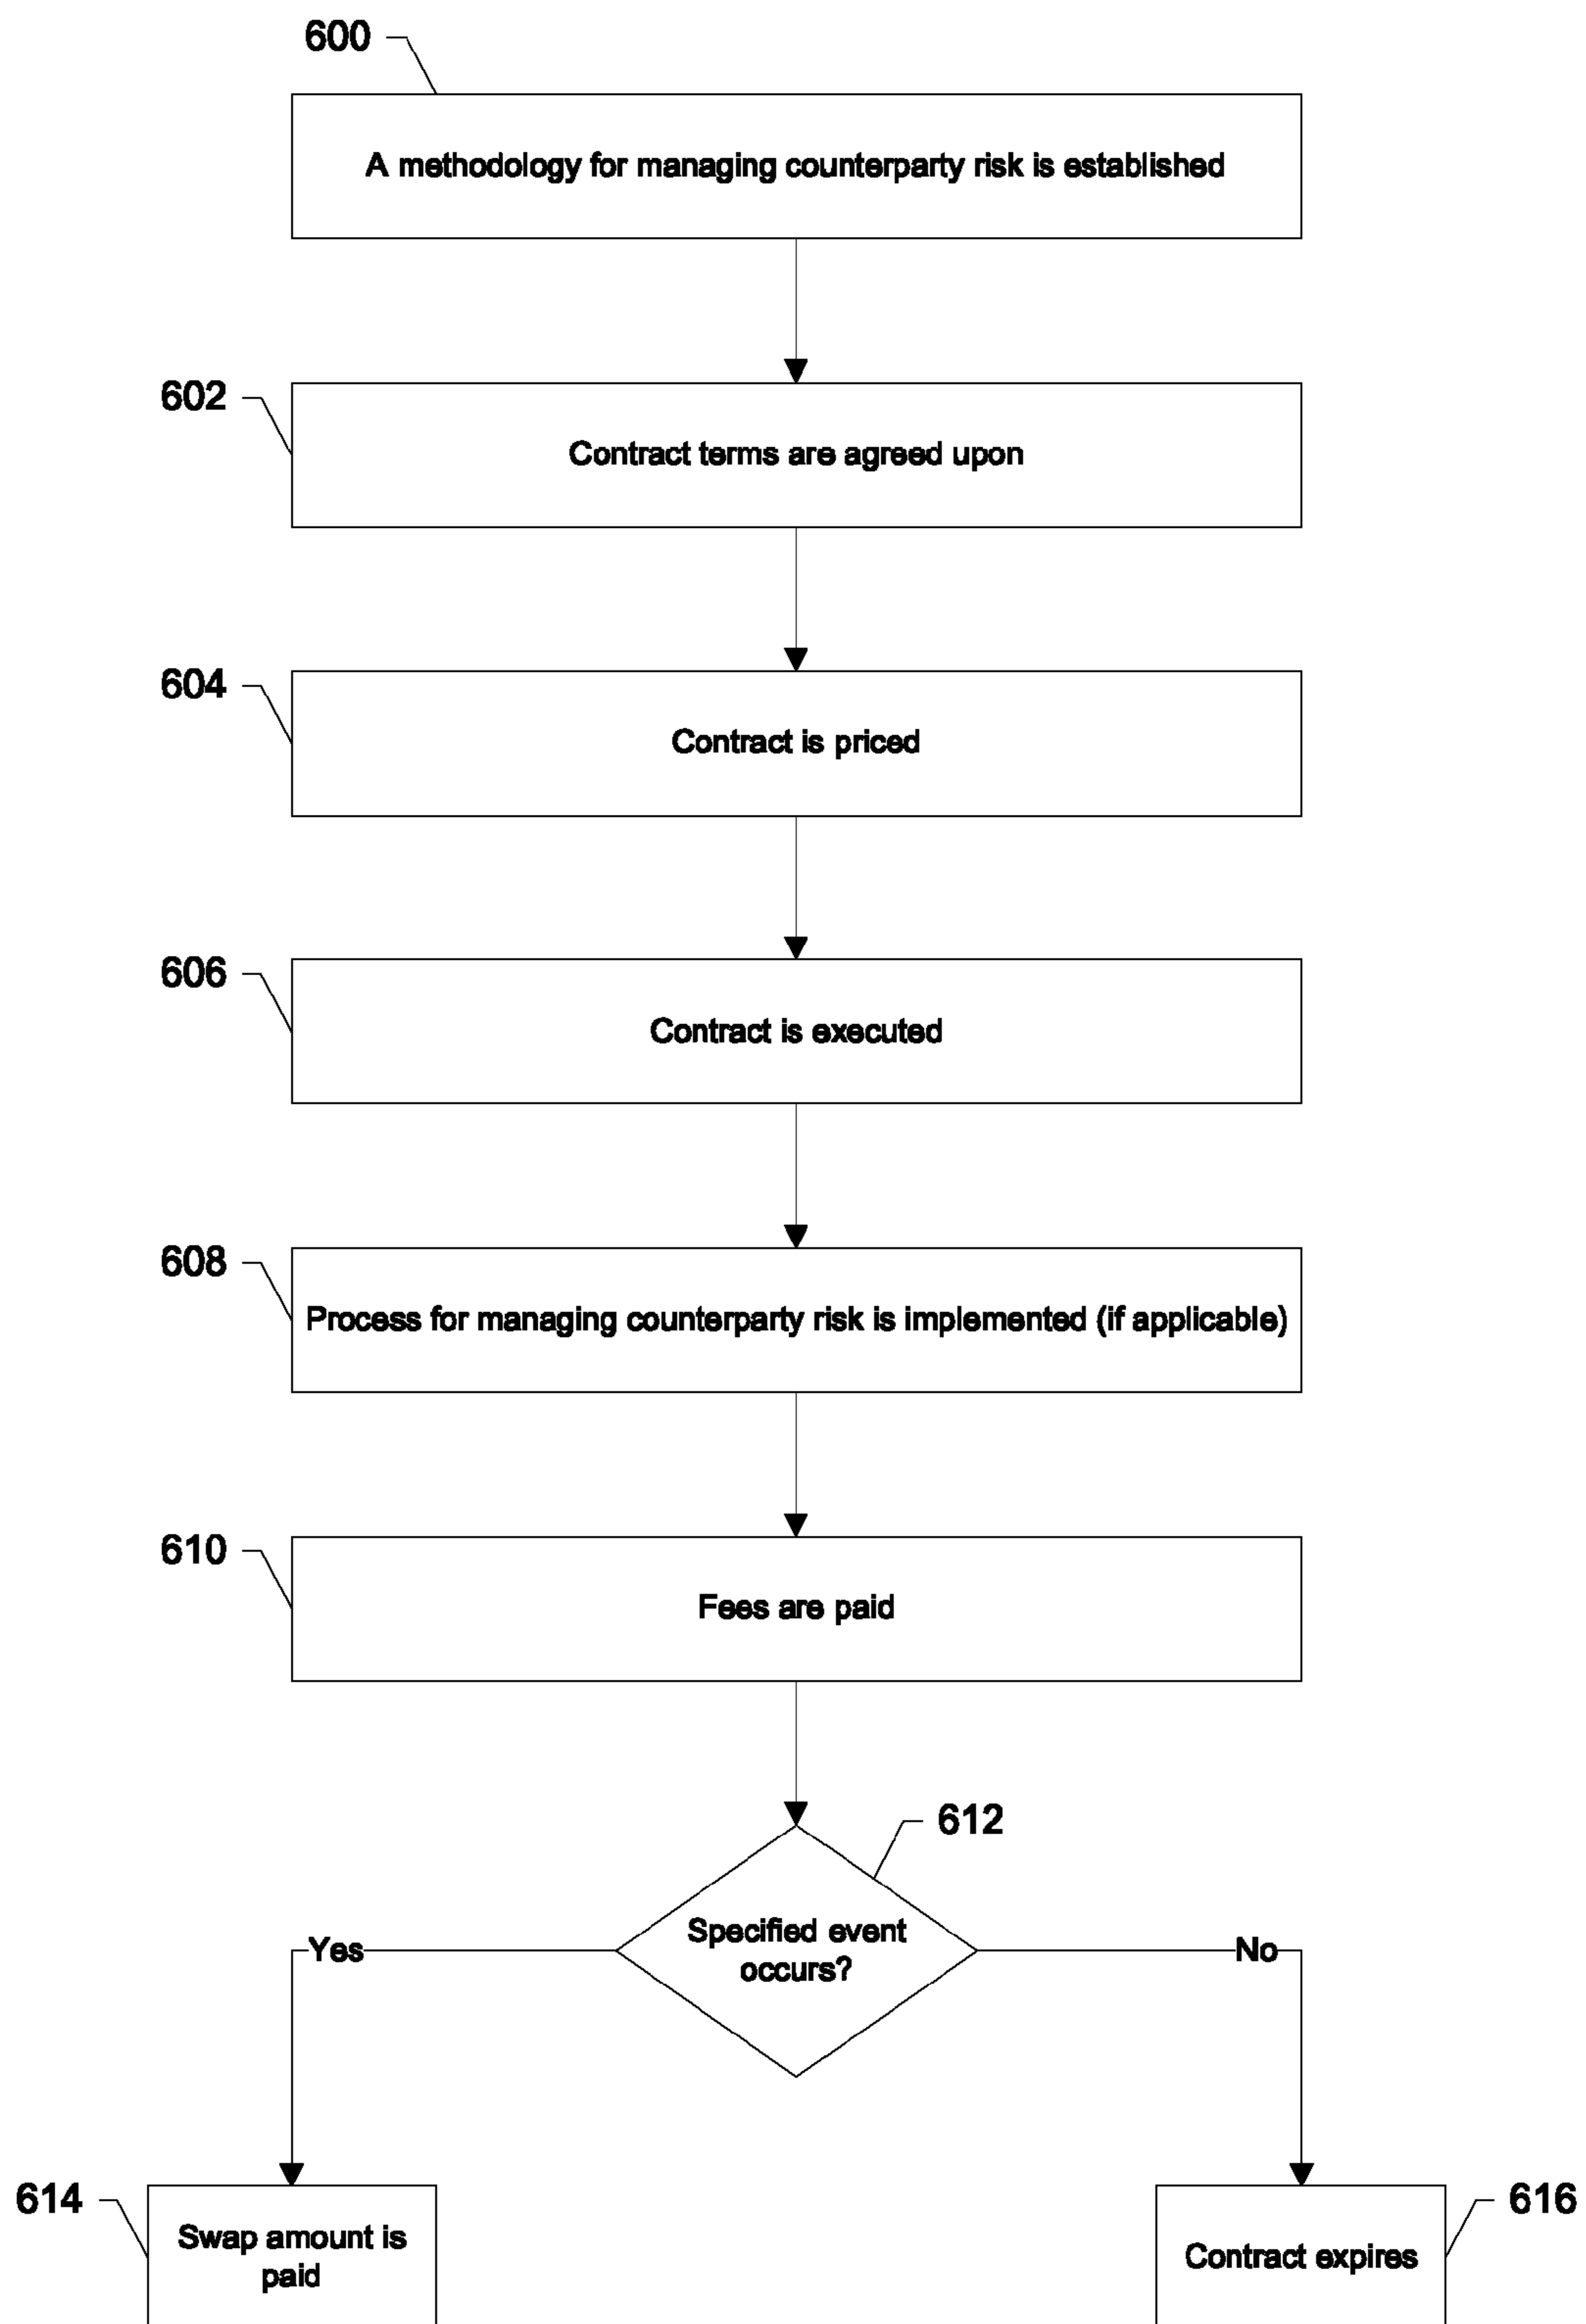 600
A methodology for managing counterparty risk is established
602
Contract terms are agreed upon
604
Contract is priced
606
Contract is executed
608
Process for managing counterparty risk is implemented (if applicable)
610
Fees are paid
612
Specified event
occurs?
Yes
No
614
Swap amount is
paid
616
Contract expires